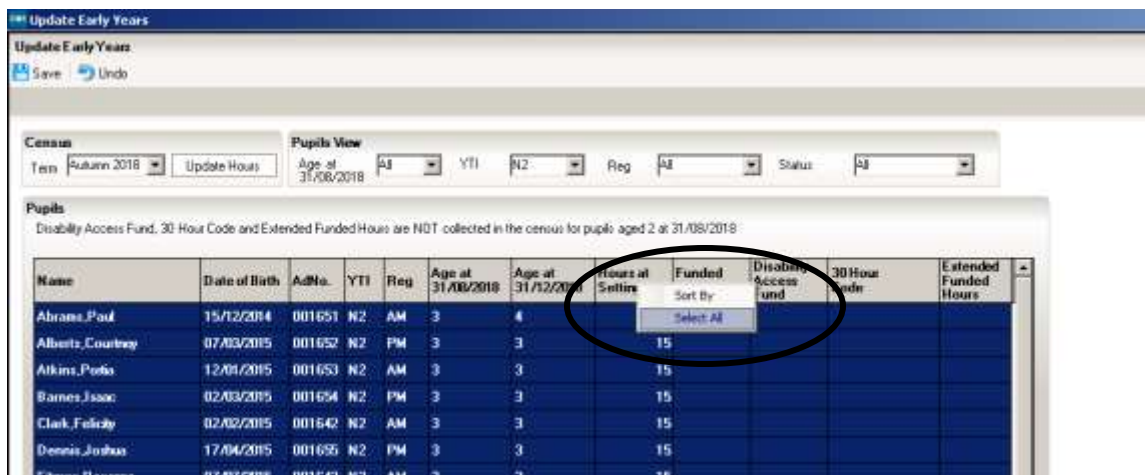 Update Early Years
Update Early Years
Save Undo
Census
Pupils View
Term Autumn 2018 Update Hours Age at 31/08/2018 All YTI N2 Reg All Status All
Pupils
Disability Access Fund, 30 Hour Code and Extended Funded Hours are NOT collected in the census for pupils aged 2 at 31/08/2018
Name Date of Birth AdNo. YTI Reg Age at 31/08/2018 Age at 31/12/2018 Hours at Setting Funded Disability Access Fund 30 Hour Code Extended Funded Hours
Sort By
Select All
Abrams,Paul 15/12/2014 001651 N2 AM 3 4
Albertz,Courtney 07/03/2015 001652 N2 PM 3 3 15
Atkins,Portia 12/01/2015 001653 N2 AM 3 3 15
Barnes,Isaac 02/03/2015 001654 N2 PM 3 3 15
Clark,Felicity 02/02/2015 001642 N2 AM 3 3 15
Dennis,Joshua 17/04/2015 001655 N2 PM 3 3 15